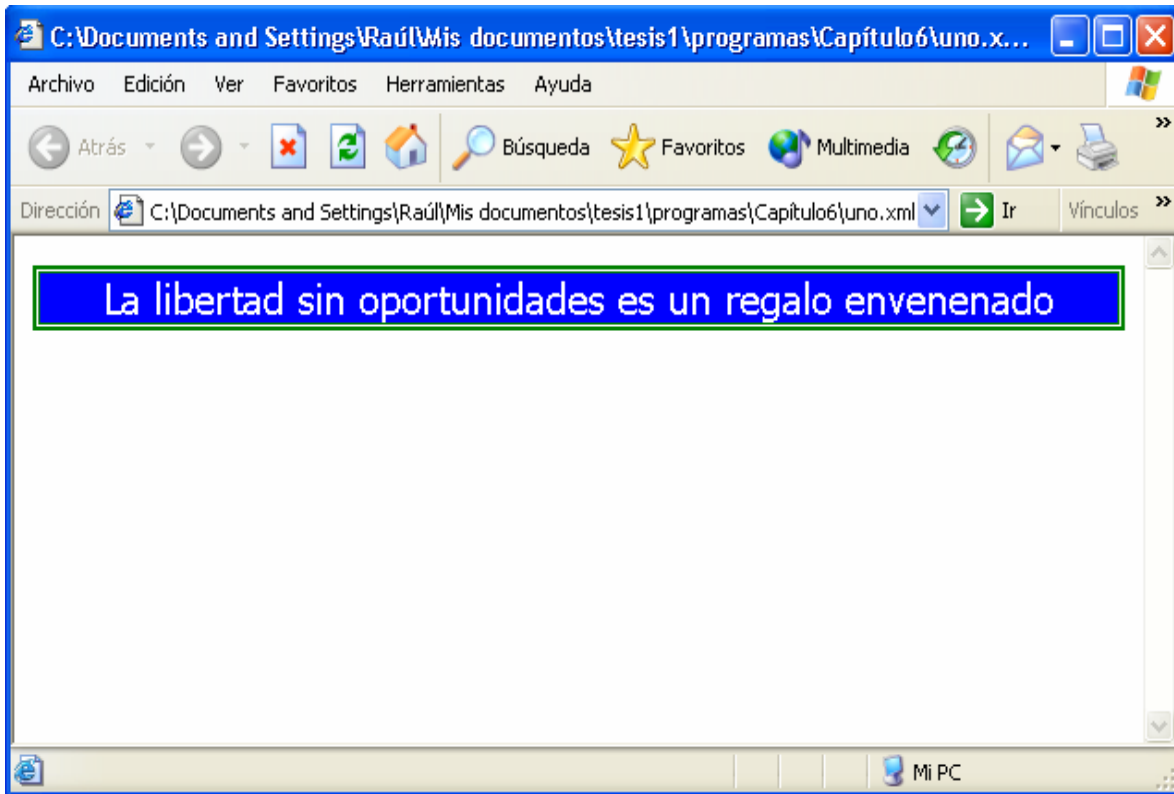 C:\Documents and Settings\Raúl\Mis documentos\tesis1\programas\Capítulo6\uno.x...
Archivo Edición Ver Favoritos Herramientas Ayuda
Atrás Búsqueda Favoritos Multimedia »
Dirección C:\Documents and Settings\Raúl\Mis documentos\tesis1\programas\Capítulo6\uno.xml Ir Vínculos »
La libertad sin oportunidades es un regalo envenenado
Mi PC